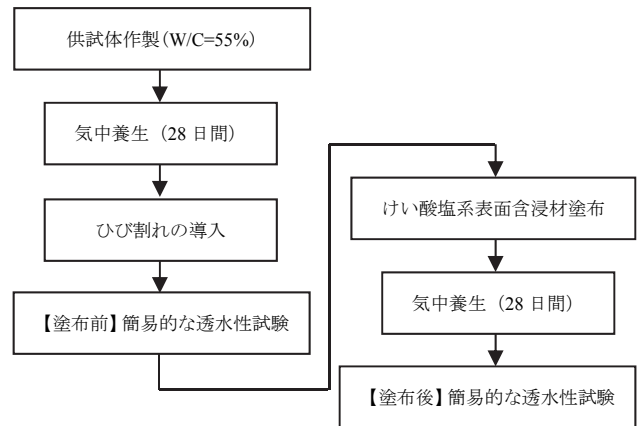 供試体作製(W/C=55%)
気中養生（28 日間）
ひび割れの導入
【塗布前】簡易的な透水性試験
けい酸塩系表面含浸材塗布
気中養生（28 日間）
【塗布後】簡易的な透水性試験